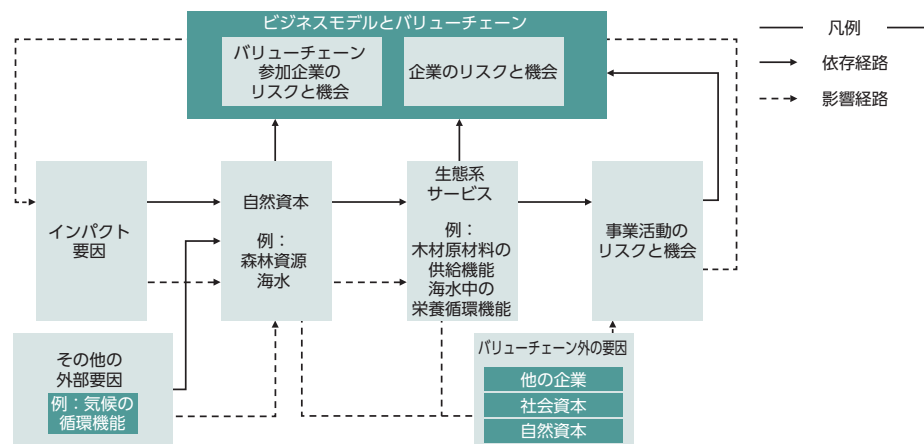 ビジネスモデルとバリューチェーン
バリューチェーン
参加企業の
リスクと機会
企業のリスクと機会
凡例
依存経路
影響経路
インパクト
要因
自然資本
例：
森林資源
海水
生態系
サービス
例：
木材原材料の
供給機能
海水中の
栄養循環機能
事業活動の
リスクと機会
その他の
外部要因
例：気候の
循環機能
バリューチェーン外の要因
他の企業
社会資本
自然資本